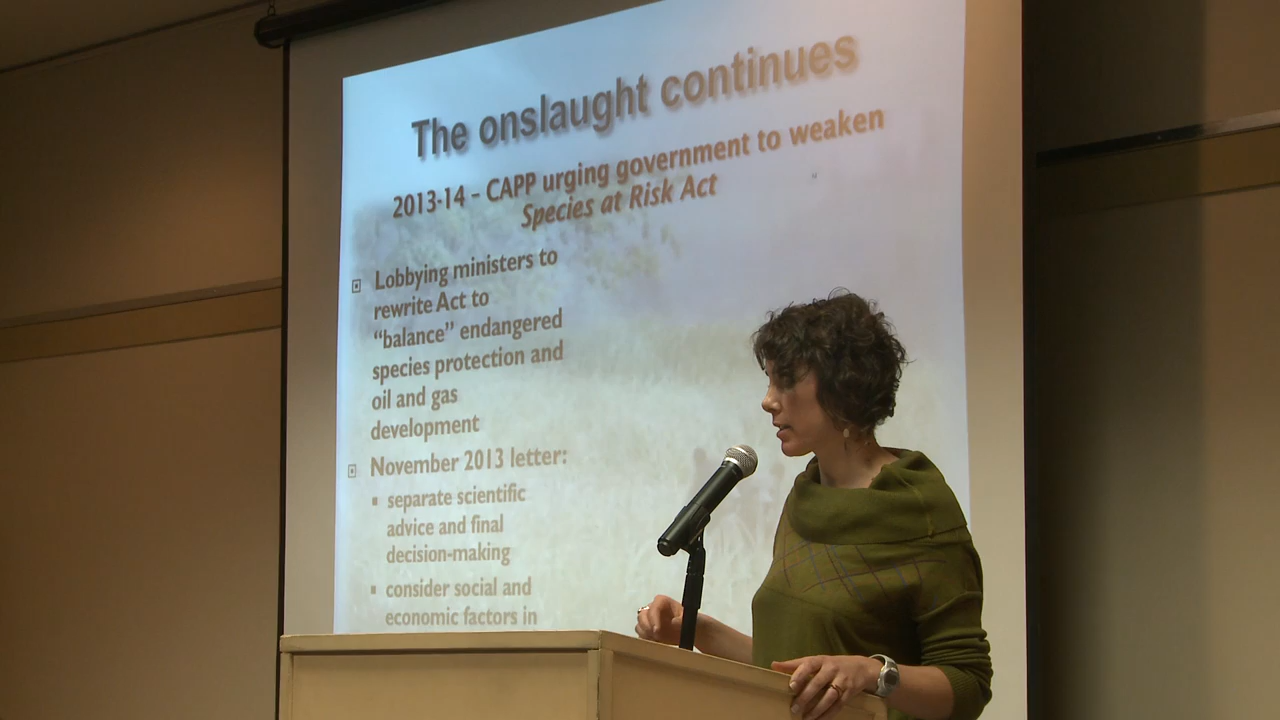 The onslaught continues
2013-14 – CAPP urging government to weaken
Species at Risk Act
Lobbying ministers to
rewrite Act to
“balance” endangered
species protection and
oil and gas
development
November 2013 letter:
separate scientific
advice and final
decision-making
consider social and
economic factors in